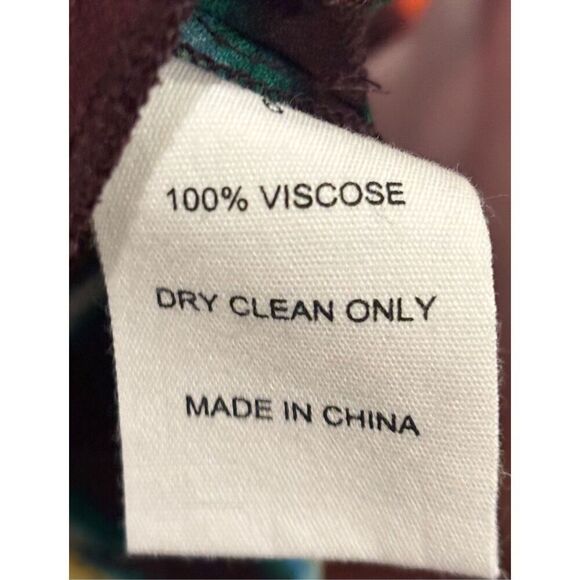 100% VISCOSE
DRY CLEAN ONLY
MADE IN CHINA